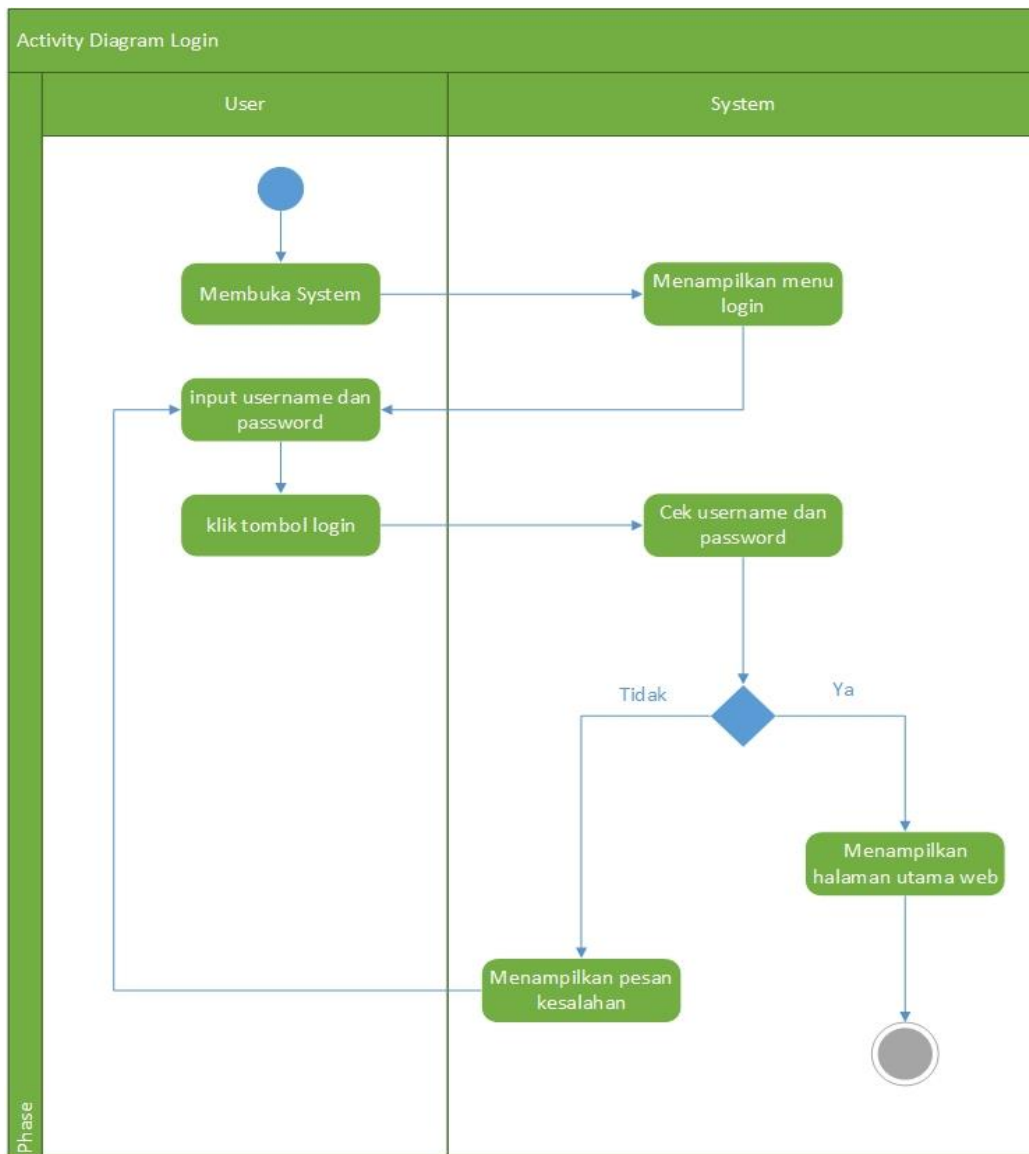 Activity Diagram Login
User
System
Membuka System
Menampilkan menu
login
input username dan
password
klik tombol login
Cek username dan
password
Tidak
Ya
Menampilkan
halaman utama web
Menampilkan pesan
kesalahan
Phase